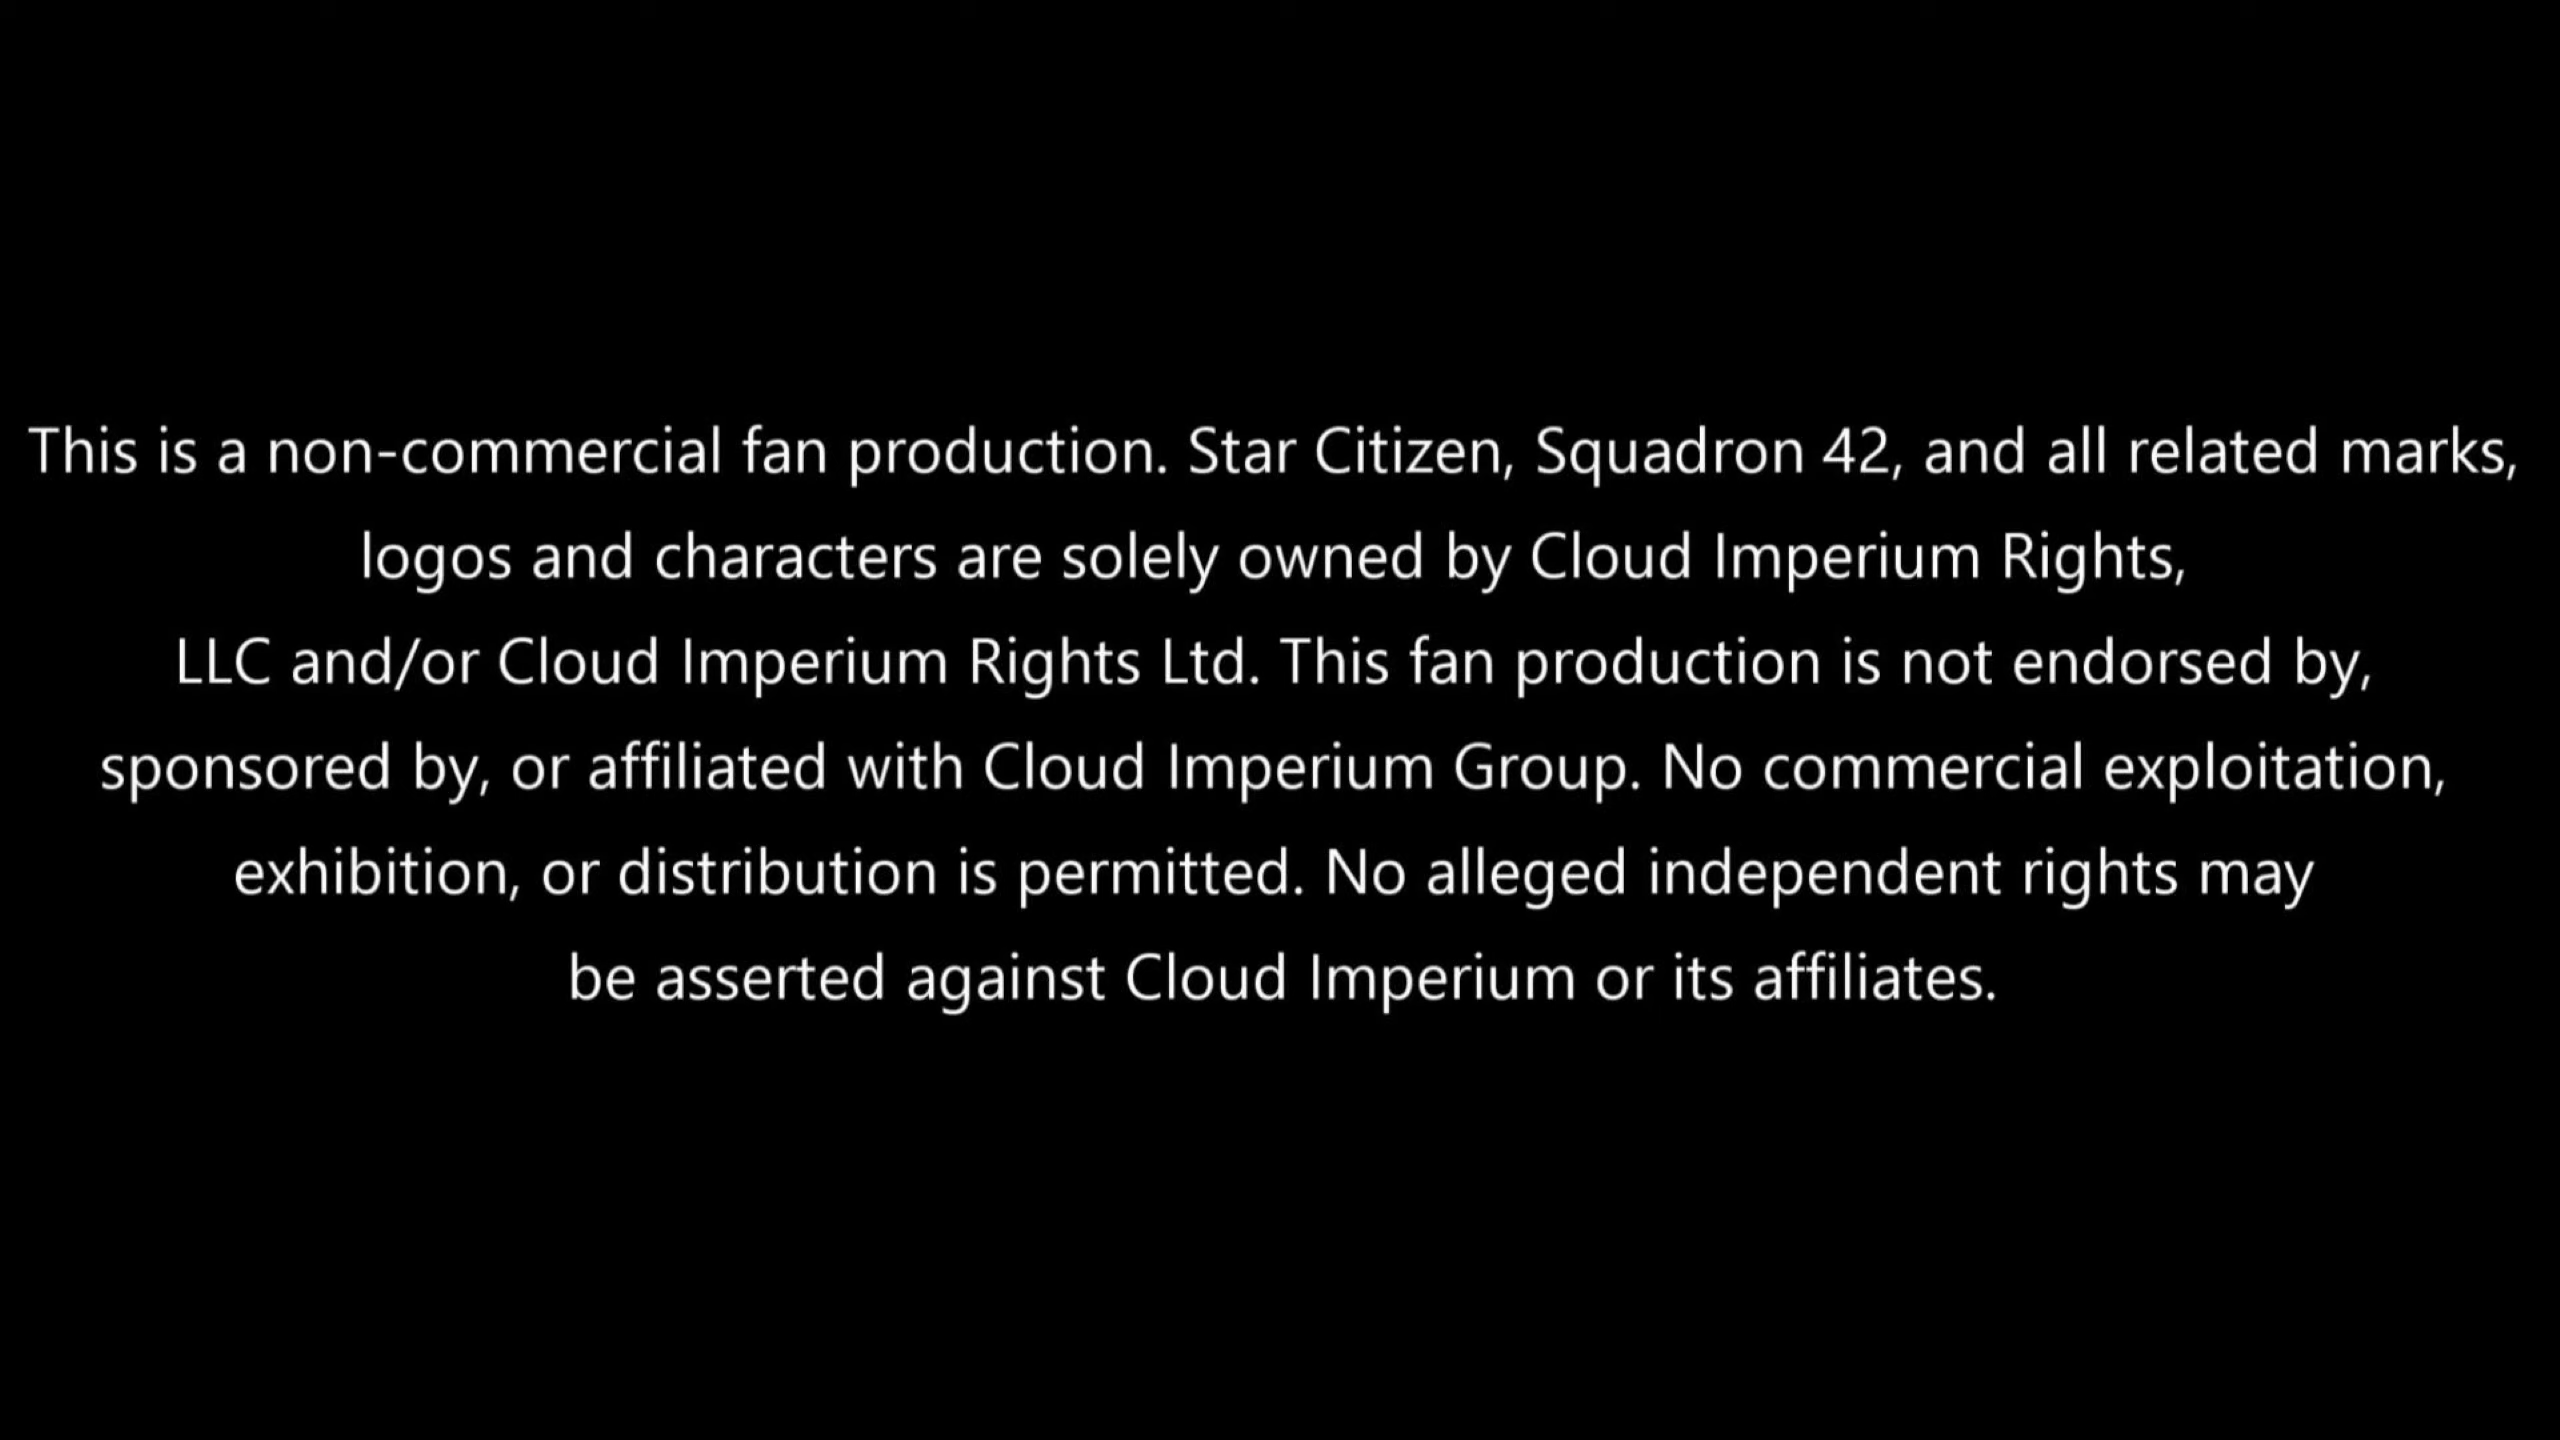 This is a non-commercial fan production. Star Citizen, Squadron 42, and all related marks,
logos and characters are solely owned by Cloud Imperium Rights,
LLC and/or Cloud Imperium Rights Ltd. This fan production is not endorsed by,
sponsored by, or affiliated with Cloud Imperium Group. No commercial exploitation,
exhibition, or distribution is permitted. No alleged independent rights may
be asserted against Cloud Imperium or its affiliates.